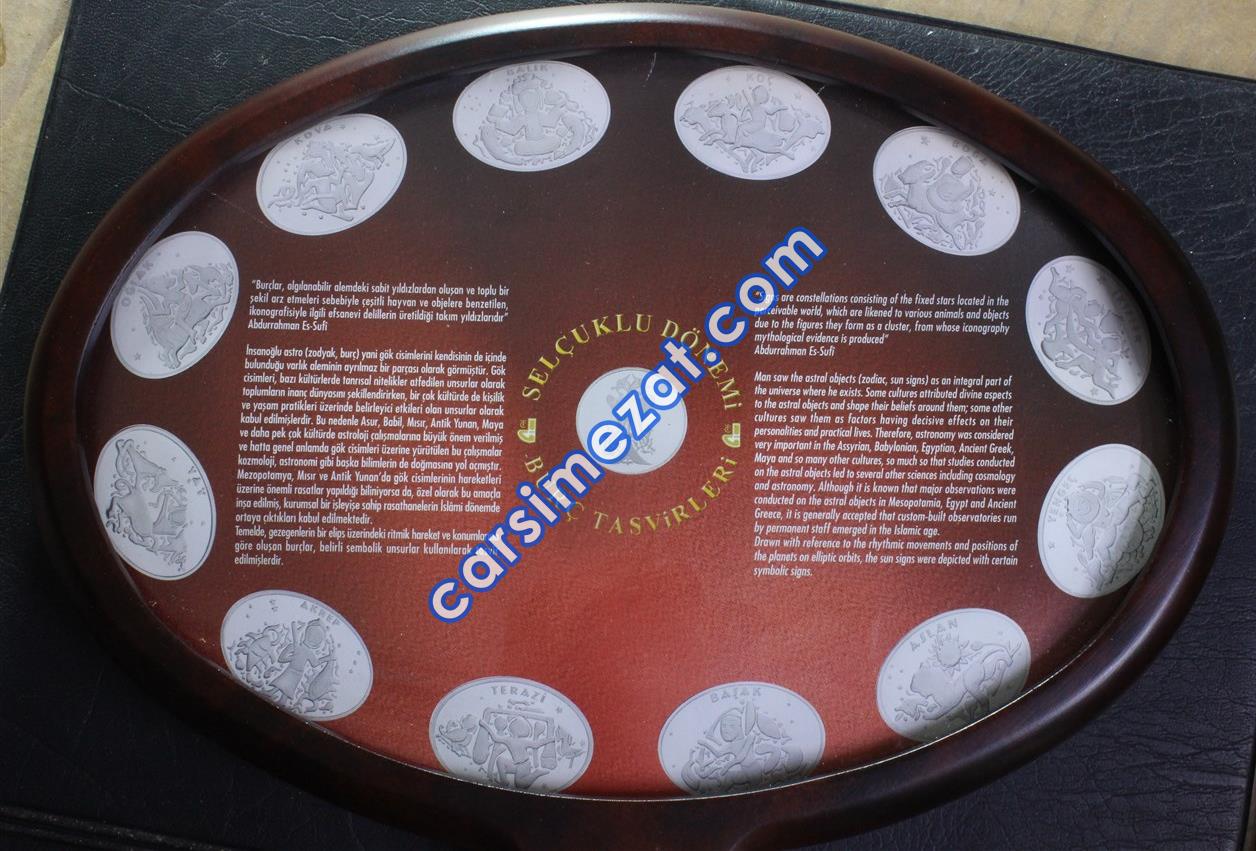 BALIK
KOÇ
KOVA
BOĞA
OĞLAK
İKİZLER
YAY
YENGEÇ
AKREP
ASLAN
TERAZİ
BAŞAK
"Burçlar, algılanabilir alemdeki sabit yıldızlardan oluşan ve toplu bir
şekil arz etmeleri sebebiyle çeşitli hayvan ve objelere benzetilen,
ikonografisiyle ilgili efsanevi delillerin üretildiği takım yıldızlarıdır"
Abdurrahman Es-Sufi
İnsanoğlu astro (zodyak, burç) yani gök cisimlerini kendisinin de içinde
bulunduğu varlık aleminin ayrılmaz bir parçası olarak görmüştür. Gök
cisimleri, bazı kültürlerde tanrısal nitelikler atfedilen unsurlar olarak
toplumların inanç dünyasını şekillendirirken, bir çok kültürde de kişilik
ve yaşam pratikleri üzerinde belirleyici etkileri olan unsurlar olarak
kabul edilmişlerdir. Bu nedenle Asur, Babil, Mısır, Antik Yunan, Maya
ve daha pek çok kültürde astroloji çalışmalarına büyük önem verilmiş
ve hatta genel anlamda gök cisimleri üzerine yürütülen bu çalışmalar
kozmoloji, astronomi gibi başka bilimlerin de doğmasına yol açmıştır.
Mezopotamya, Mısır ve Antik Yunan'da gök cisimlerinin hareketleri
üzerine önemli rasatlar yapıldığı biliniyorsa da, özel olarak bu amaçla
inşa edilmiş, kurumsal bir işleyişe sahip rasathanelerin İslâmi dönemde
ortaya çıktıkları kabul edilmektedir.
Temelde, gezegenlerin bir elips üzerindeki ritmik hareket ve konumlarına
göre oluşan burçlar, belirli sembolik unsurlar kullanılarak
edilmişlerdir.
SELÇUKLU DÖNEMİ
BURÇ TASVİRLERİ
"Signs are constellations consisting of the fixed stars located in the
perceivable world, which are likened to various animals and objects
due to the figures they form as a cluster, from whose iconography
mythological evidence is produced"
Abdurrahman Es-Sufi
Man saw the astral objects (zodiac, sun signs) as an integral part of
the universe where he exists. Some cultures attributed divine aspects
to the astral objects and shape their beliefs around them; some other
cultures saw them as factors having decisive effects on their
personalities and practical lives. Therefore, astronomy was considered
very important in the Assyrian, Babylonian, Egyptian, Ancient Greek,
Maya and so many other cultures, so much so that studies conducted
on the astral objects led to several other sciences including cosmology
and astronomy, Although it is known that major observations were
conducted on the astral objects in Mesopotamia, Egypt and Ancient
Greece, it is generally accepted that custom-built observatories run
by permanent staff emerged in the Islamic age.
Drawn with reference to the rhythmic movements and positions of
the planets on elliptic orbits, the sun signs were depicted with certain
symbolic signs.
carsimezat.com